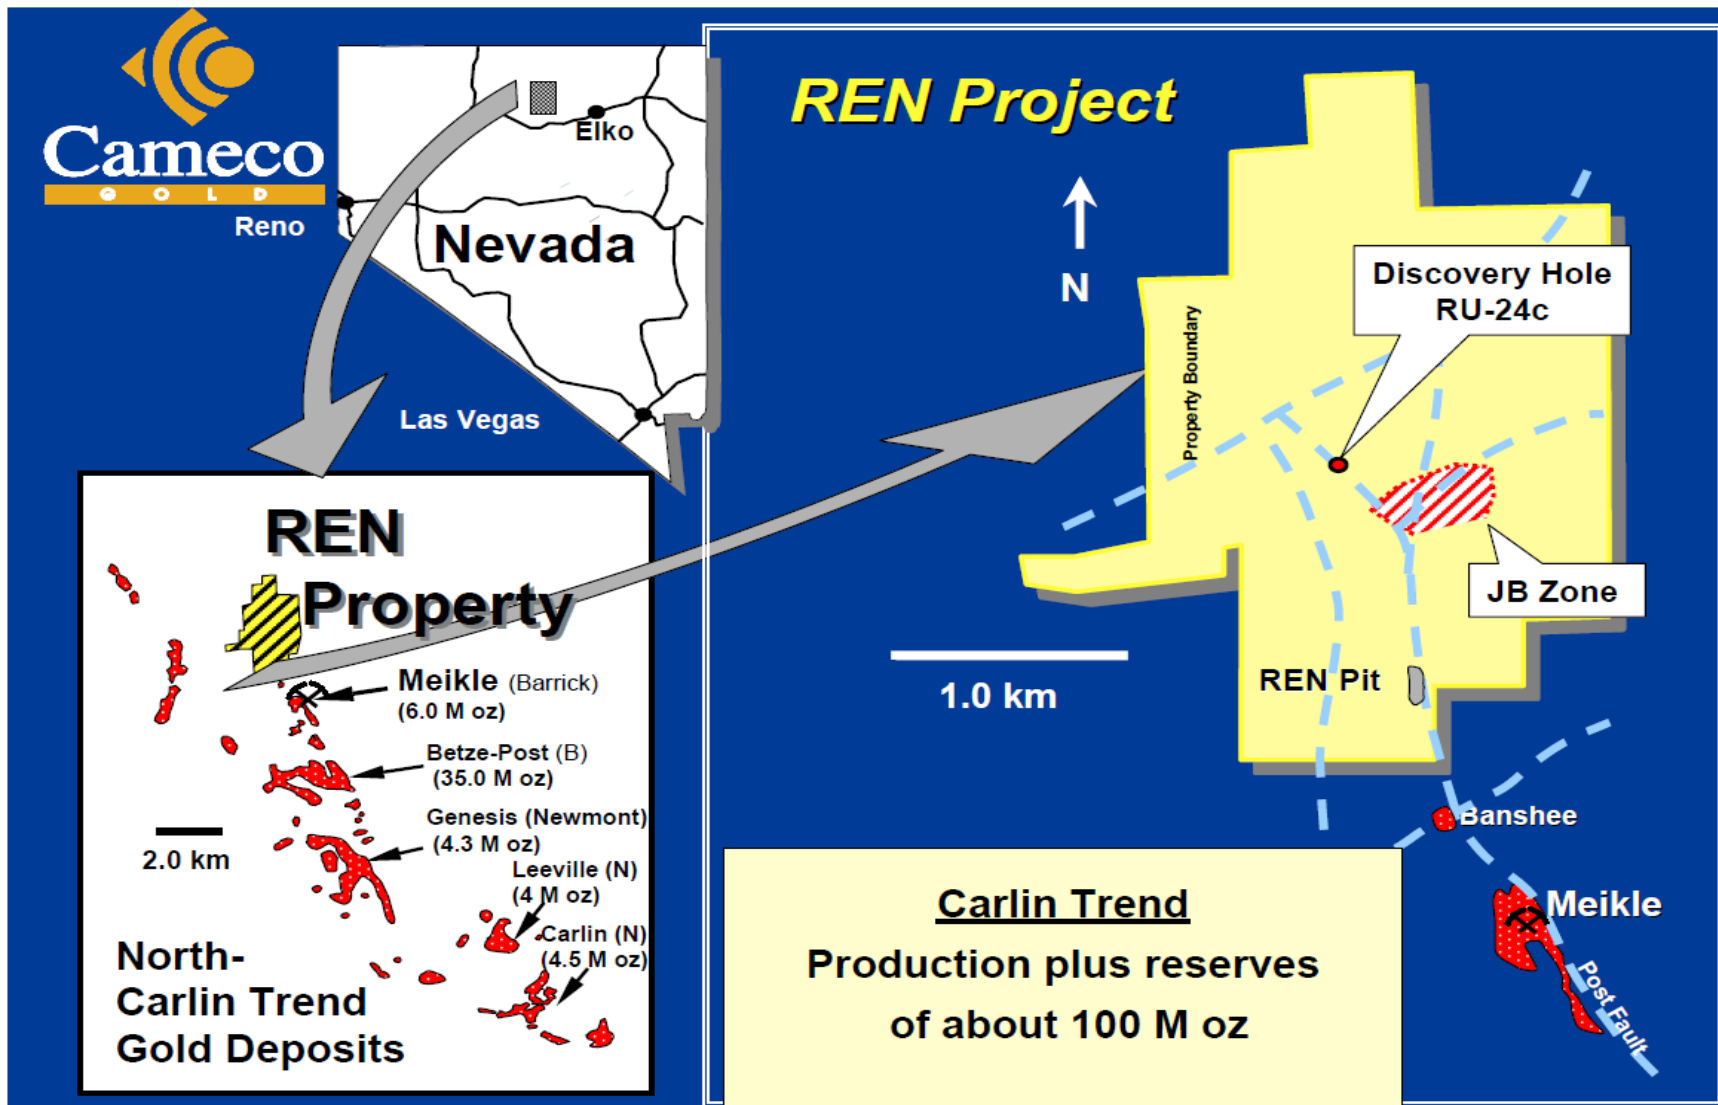 Cameco
GOLD
Reno
Elko
Nevada
Las Vegas
REN
Property
Meikle (Barrick)
(6.0 M oz)
Betze-Post (B)
(35.0 M oz)
Genesis (Newmont)
(4.3 M oz)
Leeville (N)
(4 M oz)
Carlin (N)
(4.5 M oz)
2.0 km
North-
Carlin Trend
Gold Deposits
REN Project
N
Property Boundary
Discovery Hole
RU-24c
JB Zone
1.0 km
REN Pit
Banshee
Meikle
Post Fault
Carlin Trend
Production plus reserves
of about 100 M oz